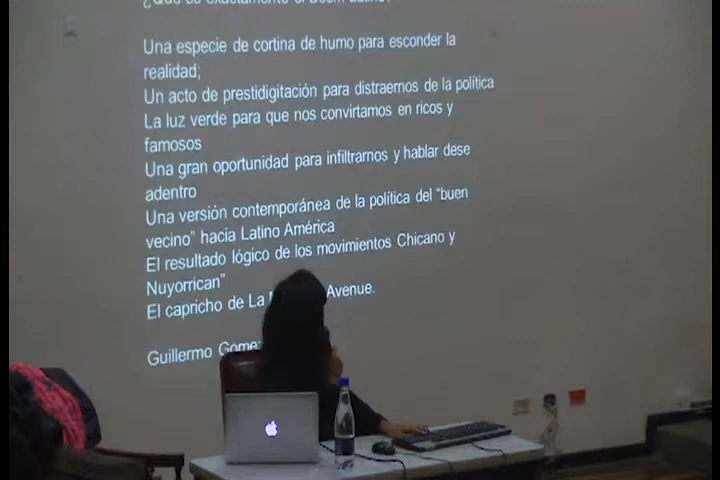 Una especie de cortina de humo para esconder la
realidad;
Un acto de prestidigitación para distraernos de la política
La luz verde para que nos convirtamos en ricos y
famosos
Una gran oportunidad para infiltrarnos y hablar dese
adentro
Una versión contemporánea de la política del "buen
vecino" hacia Latino América
El resultado lógico de los movimientos Chicano y
Nuyorrican"
El capricho de La Avenue.
Guillermo